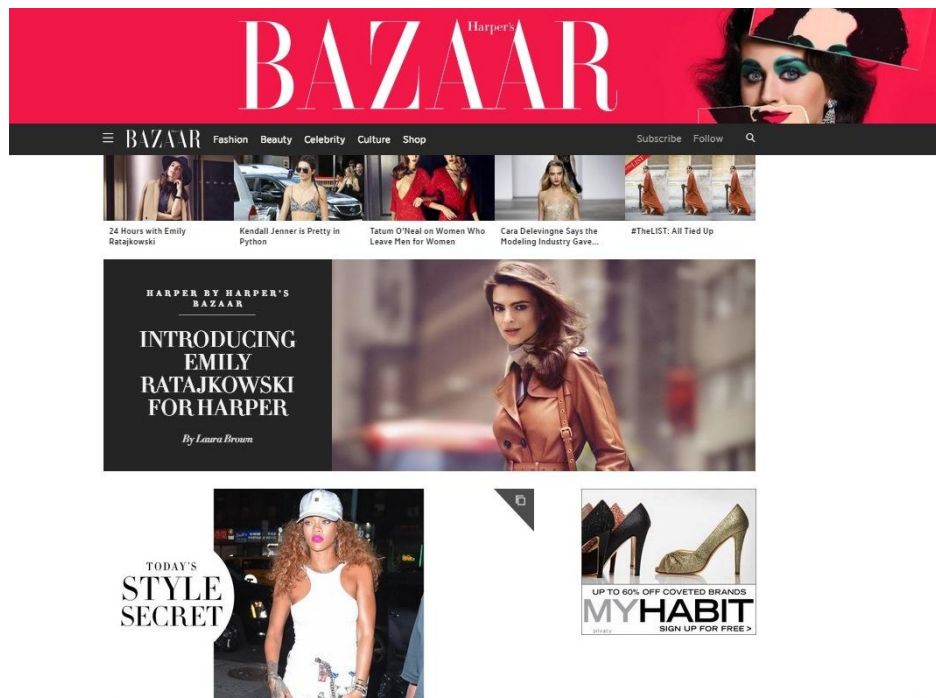 Harper's
BAZAAR
BAZAAR Fashion Beauty Celebrity Culture Shop Subscribe Follow
24 Hours with Emily
Ratajkowski
Kendall Jenner is Pretty in
Python
Tatum O'Neal on Women Who
Leave Men for Women
Cara Delevingne Says the
Modeling Industry Gave...
#TheLIST: All Tied Up
HARPER BY HARPER'S
BAZAAR
INTRODUCING
EMILY
RATAJKOWSKI
FOR HARPER
By Laura Brown
TODAY'S
STYLE
SECRET
UP TO 60% OFF COVETED BRANDS
MYHABIT
privacy
SIGN UP FOR FREE >